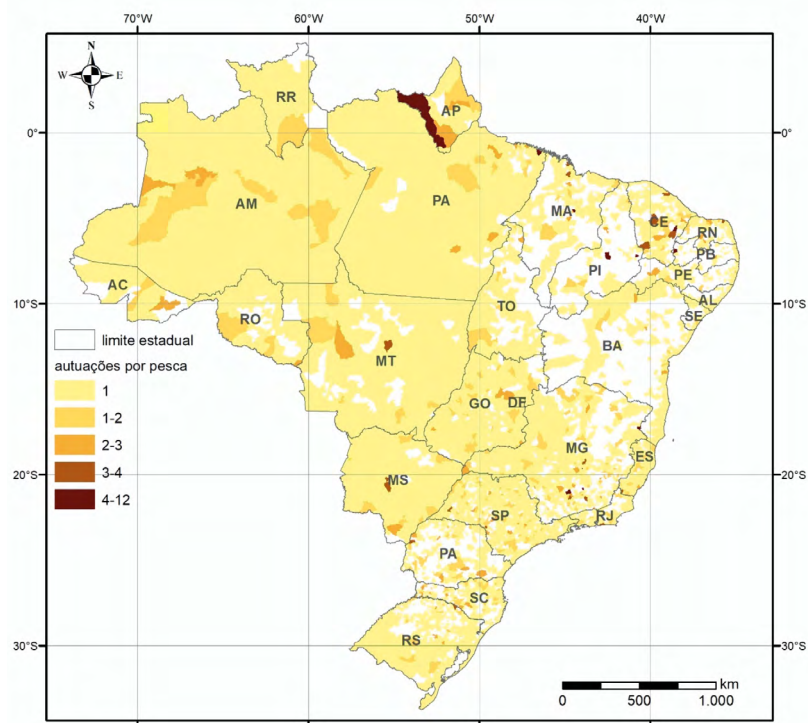 70°W 60°W 50°W 40°W
N
W E
S
RR
AP
0° 0°
AM
PA
MA
CE
RN
PB
PI
PE
AC
AL
SE
10°S 10°S
RO
TO
limite estadual
BA
MT
autuações por pesca
1
GO
DF
1-2
2-3
MG
3-4
ES
4-12
20°S 20°S
MS
SP
RJ
PA
SC
30°S 30°S
RS
km
0 500 1.000